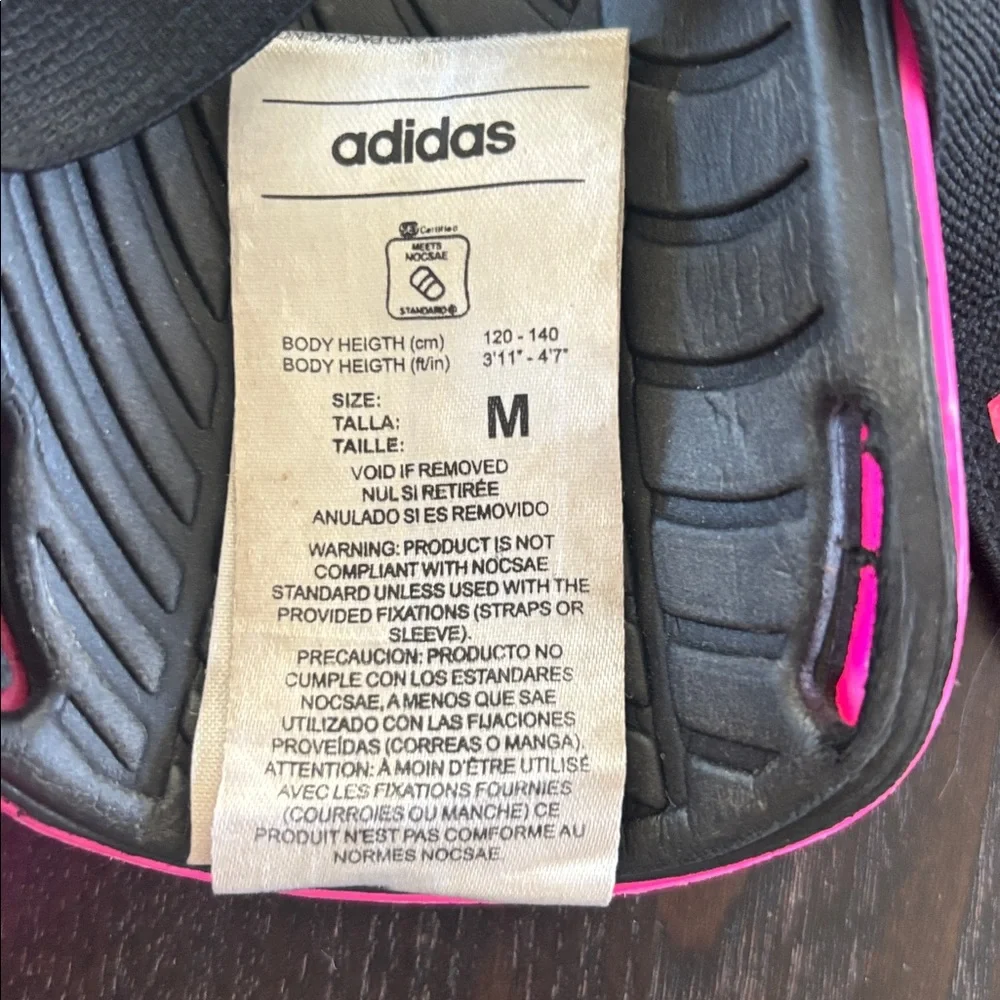 adidas
SEI Certified
MEETS
NOCSAE
STANDARD
BODY HEIGTH (cm) 120 - 140
BODY HEIGTH (ft/in) 3'11" - 4'7"
SIZE:
TALLA: M
TAILLE:
VOID IF REMOVED
NUL SI RETIRÉE
ANULADO SI ES REMOVIDO
WARNING: PRODUCT IS NOT
COMPLIANT WITH NOCSAE
STANDARD UNLESS USED WITH THE
PROVIDED FIXATIONS (STRAPS OR
SLEEVE).
PRECAUCION: PRODUCTO NO
CUMPLE CON LOS ESTANDARES
NOCSAE, A MENOS QUE SAE
UTILIZADO CON LAS FIJACIONES
PROVEÍDAS (CORREAS O MANGA).
ATTENTION: À MOIN D'ÊTRE UTILISÉ
AVEC LES FIXATIONS FOURNIES
(COURROIES OU MANCHE) CE
PRODUIT N'EST PAS COMFORME AU
NORMES NOCSAE.